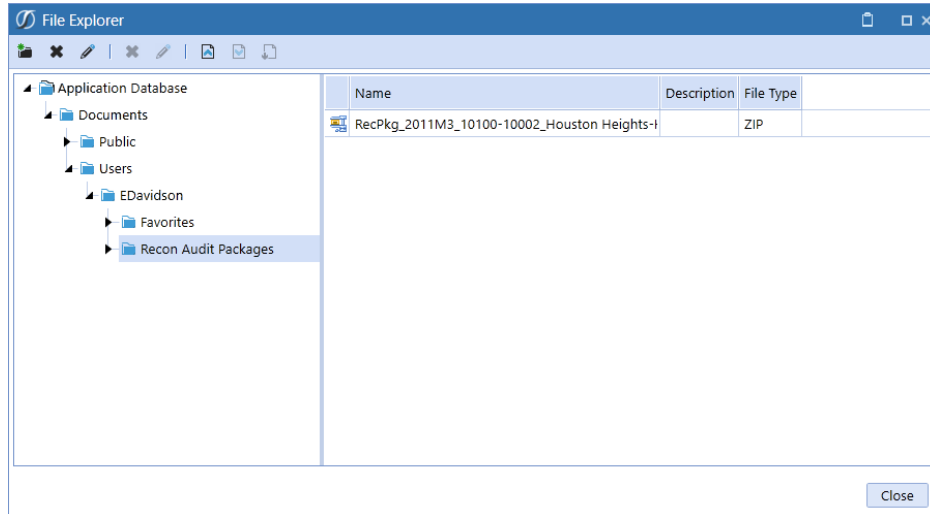 File Explorer
Application Database
Documents
Public
Users
EDavidson
Favorites
Recon Audit Packages
Name Description File Type
RecPkg_2011M3_10100-10002_Houston Heights- ZIP
Close